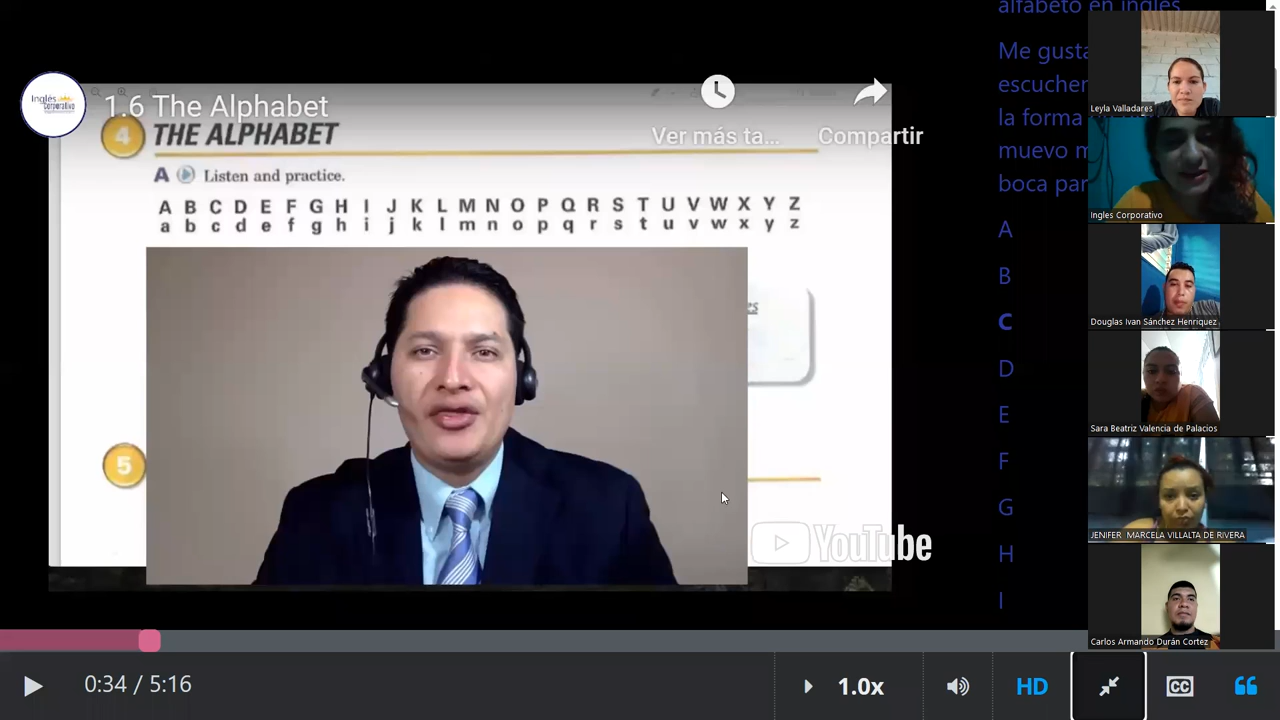 Inglés
Corporativo
1.6 The Alphabet
Ver más ta...
Compartir
4 THE ALPHABET
A Listen and practice.
A B C D E F G H I J K L M N O P Q R S T U V W X Y Z
a b c d e f g h i j k l m n o p q r s t u v w x y z
5
YouTube
alfabeto en inglés
Me gusta
escuchen
la forma
muevo m
boca par
A
B
C
D
E
F
G
H
I
Leyla Valladares
Ingles Corporativo
Douglas Ivan Sánchez Henriquez
Sara Beatriz Valencia de Palacios
JENIFER MARCELA VILLALTA DE RIVERA
Carlos Armando Durán Cortez
0:34 / 5:16
1.0x
HD
CC